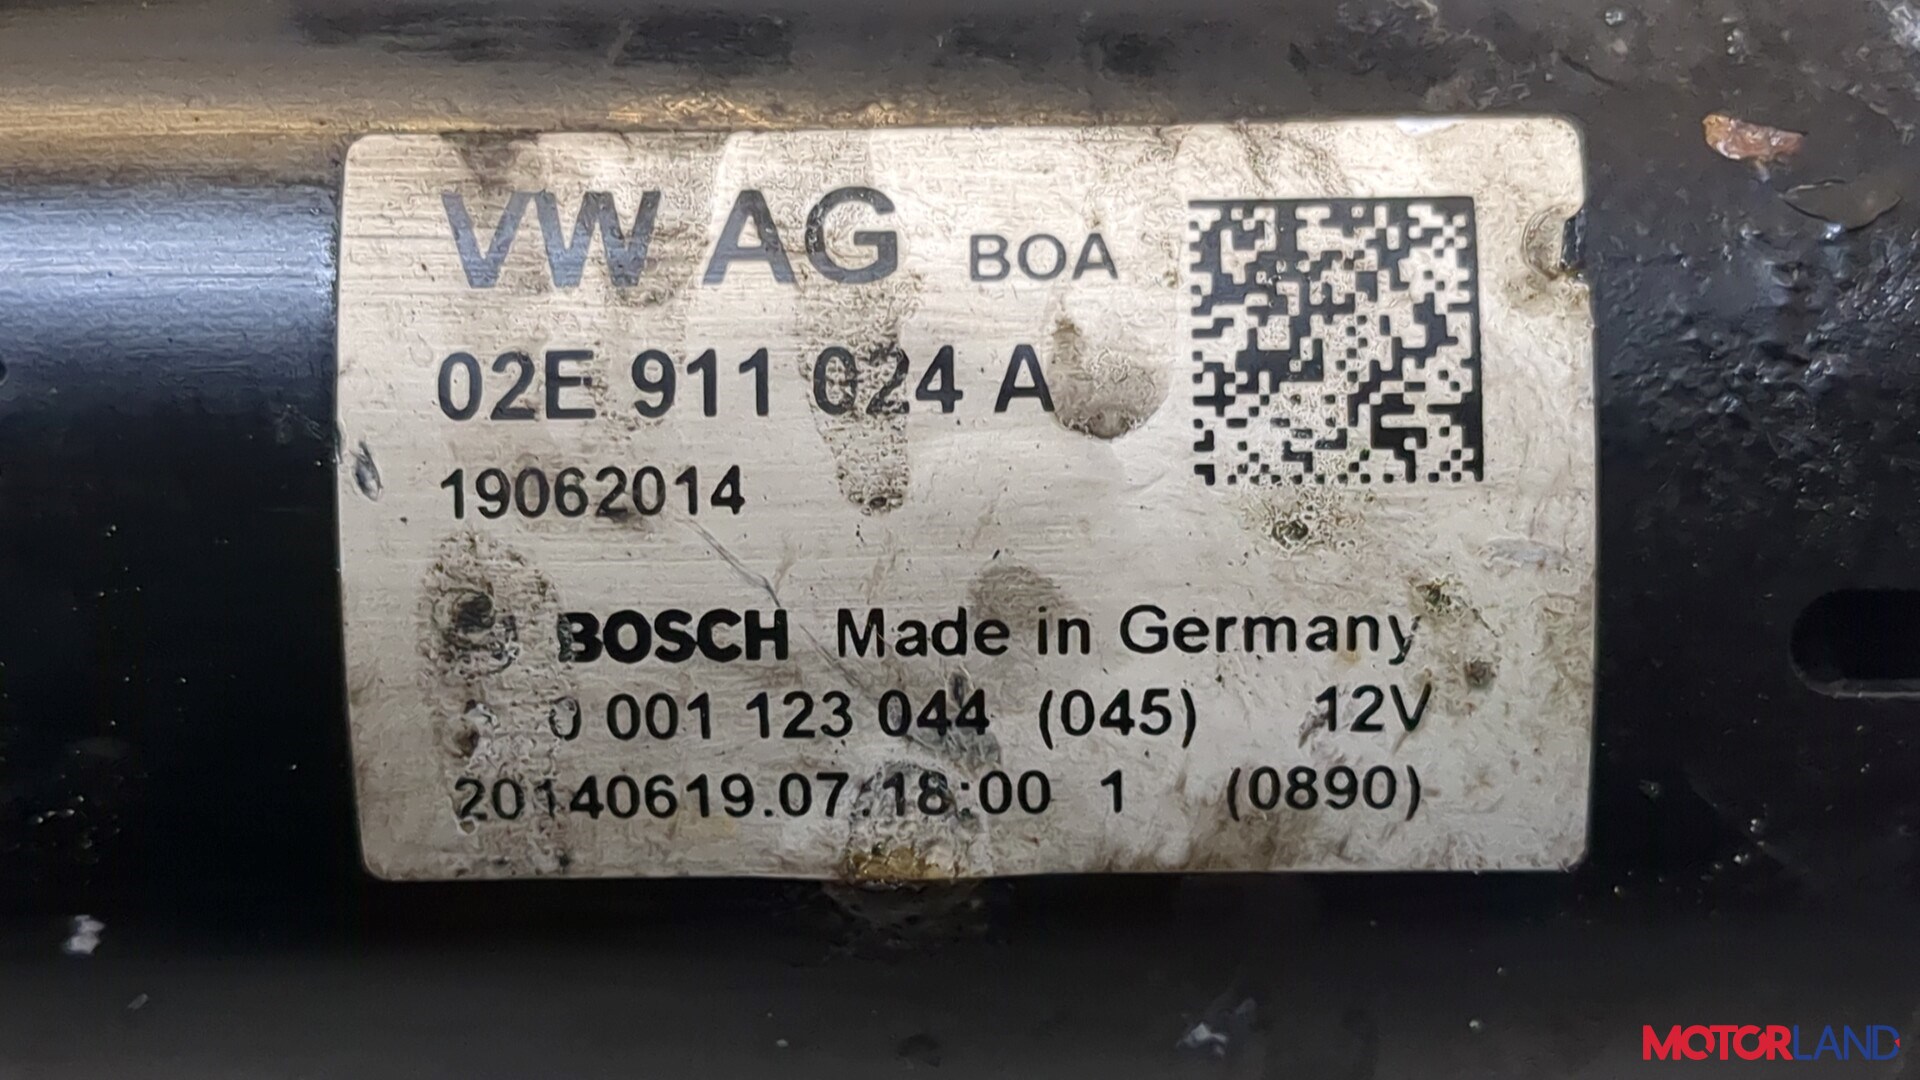 VW AG BOA
02E 911 024 A
19062014
BOSCH Made in Germany
0 001 123 044 (045) 12V
20140619.07:18:00 1 (0890)
MOTORLAND